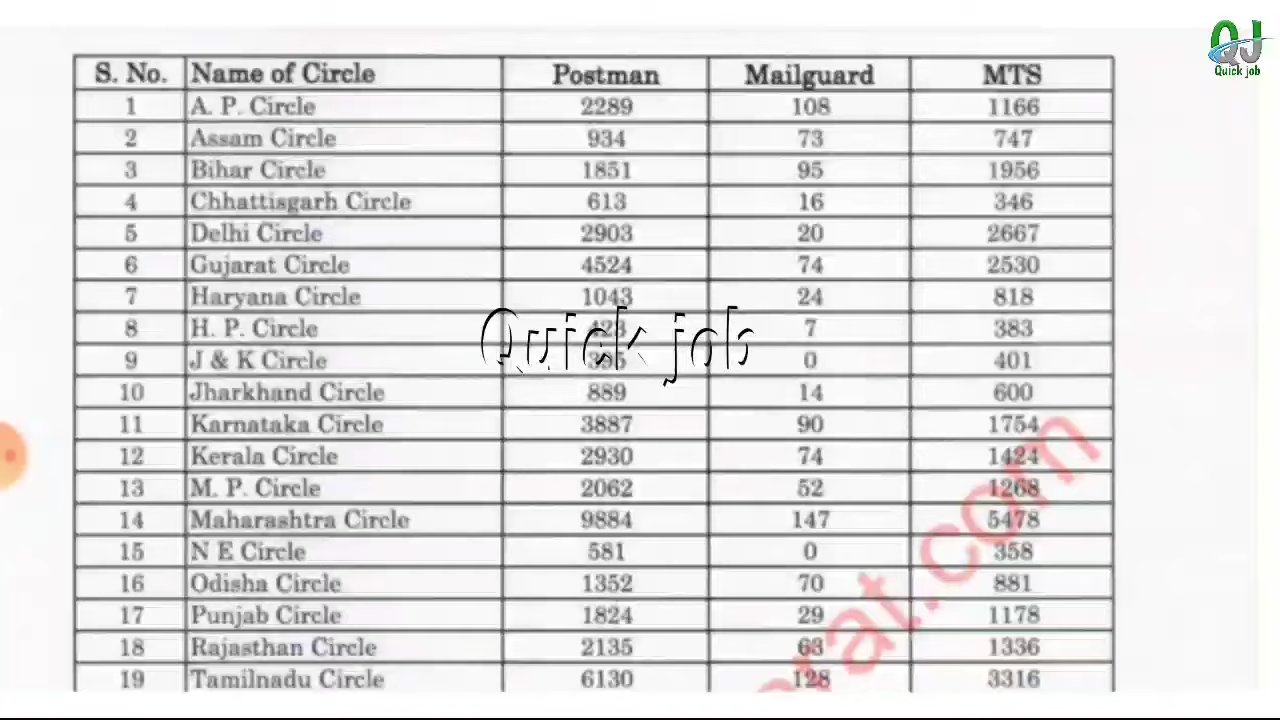 QJ
Quick job
S. No. Name of Circle Postman Mailguard MTS
1 A. P. Circle 2289 108 1166
2 Assam Circle 934 73 747
3 Bihar Circle 1851 95 1956
4 Chhattisgarh Circle 613 16 346
5 Delhi Circle 2903 20 2667
6 Gujarat Circle 4524 74 2530
7 Haryana Circle 1043 24 818
8 H. P. Circle 423 7 383
Quick job
9 J & K Circle 395 0 401
10 Jharkhand Circle 889 14 600
11 Karnataka Circle 3887 90 1754
12 Kerala Circle 2930 74 1424
13 M. P. Circle 2062 52 1268
14 Maharashtra Circle 9884 147 5478
15 N E Circle 581 0 358
16 Odisha Circle 1352 70 881
17 Punjab Circle 1824 29 1178
18 Rajasthan Circle 2135 63 1336
19 Tamilnadu Circle 6130 128 3316